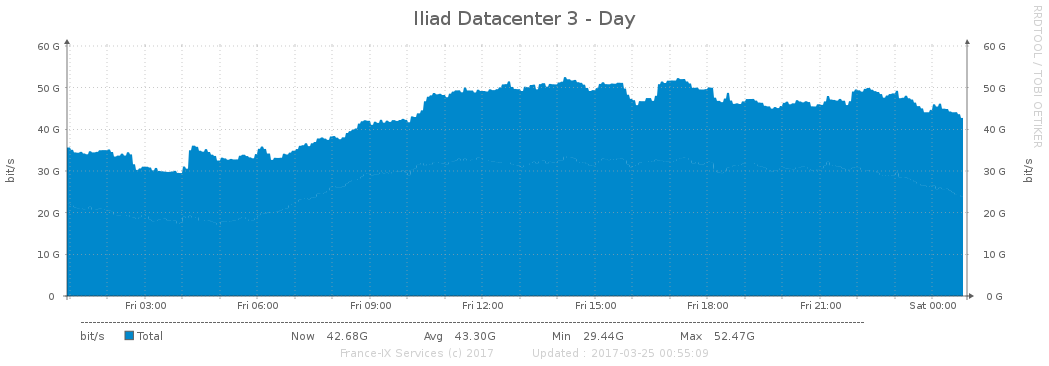 Iliad Datacenter 3 - Day
RRDTOOL / TOBI OETIKER
60 G 60 G
50 G 50 G
40 G 40 G
30 G 30 G
20 G 20 G
10 G 10 G
0 0 G
bit/s bit/s
Fri 03:00 Fri 06:00 Fri 09:00 Fri 12:00 Fri 15:00 Fri 18:00 Fri 21:00 Sat 00:00
bit/s Total Now 42.68G Avg 43.30G Min 29.44G Max 52.47G
France-IX Services (c) 2017 Updated : 2017-03-25 00:55:09